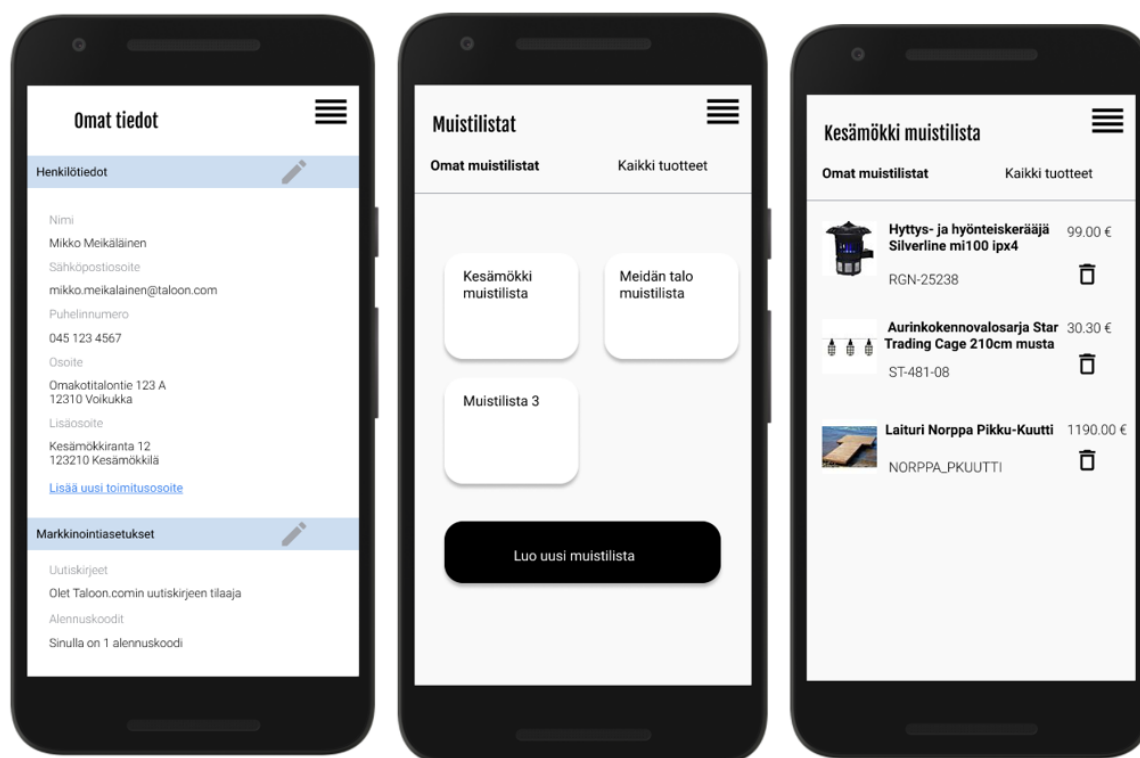 Omat tiedot
Henkilötiedot
Nimi
Mikko Meikäläinen
Sähköpostiosoite
mikko.meikalainen@taloon.com
Puhelinnumero
045 123 4567
Osoite
Omakotitalontie 123 A
12310 Voikukka
Lisäosoite
Kesämökkiranta 12
123210 Kesämökkilä
Lisää uusi toimitusosoite
Markkinointiasetukset
Uutiskirjeet
Olet Taloon.comin uutiskirjeen tilaaja
Alennuskoodit
Sinulla on 1 alennuskoodi
Muistilistat
Omat muistilistat Kaikki tuotteet
Kesämökki
muistilista
Meidän talo
muistilista
Muistilista 3
Luo uusi muistilista
Kesämökki muistilista
Omat muistilistat Kaikki tuotteet
Hyttys- ja hyönteiskerääjä 99.00 €
Silverline mi100 ipx4
RGN-25238
Aurinkokennovalosarja Star 30.30 €
Trading Cage 210cm musta
ST-481-08
Laituri Norppa Pikku-Kuutti 1190.00 €
NORPPA_PKUUTTI